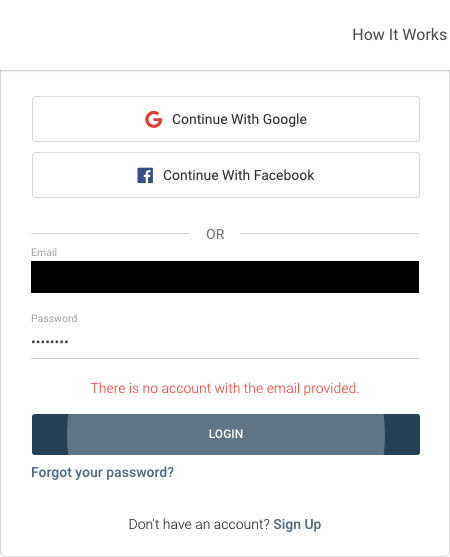 How It Works
Continue With Google
Continue With Facebook
OR
Email
Password
••••••••
There is no account with the email provided.
LOGIN
Forgot your password?
Don't have an account? Sign Up